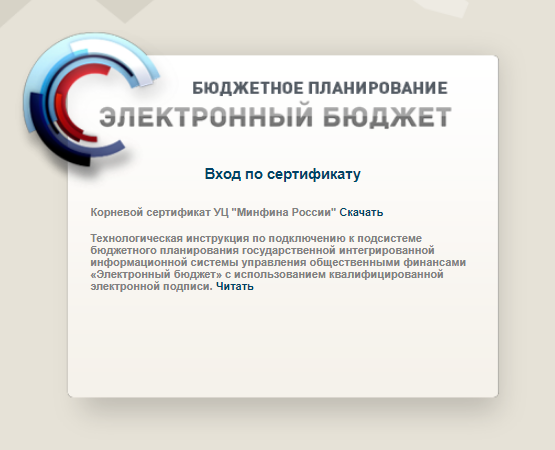 БЮДЖЕТНОЕ ПЛАНИРОВАНИЕ
ЭЛЕКТРОННЫЙ БЮДЖЕТ
Вход по сертификату
Корневой сертификат УЦ "Минфина России" Скачать
Технологическая инструкция по подключению к подсистеме
бюджетного планирования государственной интегрированной
информационной системы управления общественными финансами
«Электронный бюджет» с использованием квалифицированной
электронной подписи. Читать